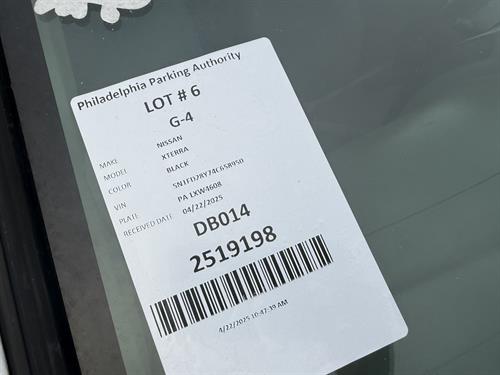 Philadelphia Parking Authority
LOT # 6
G-4
MAKE NISSAN
MODEL XTERRA
COLOR BLACK
VIN 5N1FD28Y74C658950
PLATE PA LXW4608
RECEIVED DATE 04/22/2025
DB014
2519198
4/22/2025 10:47:39 AM